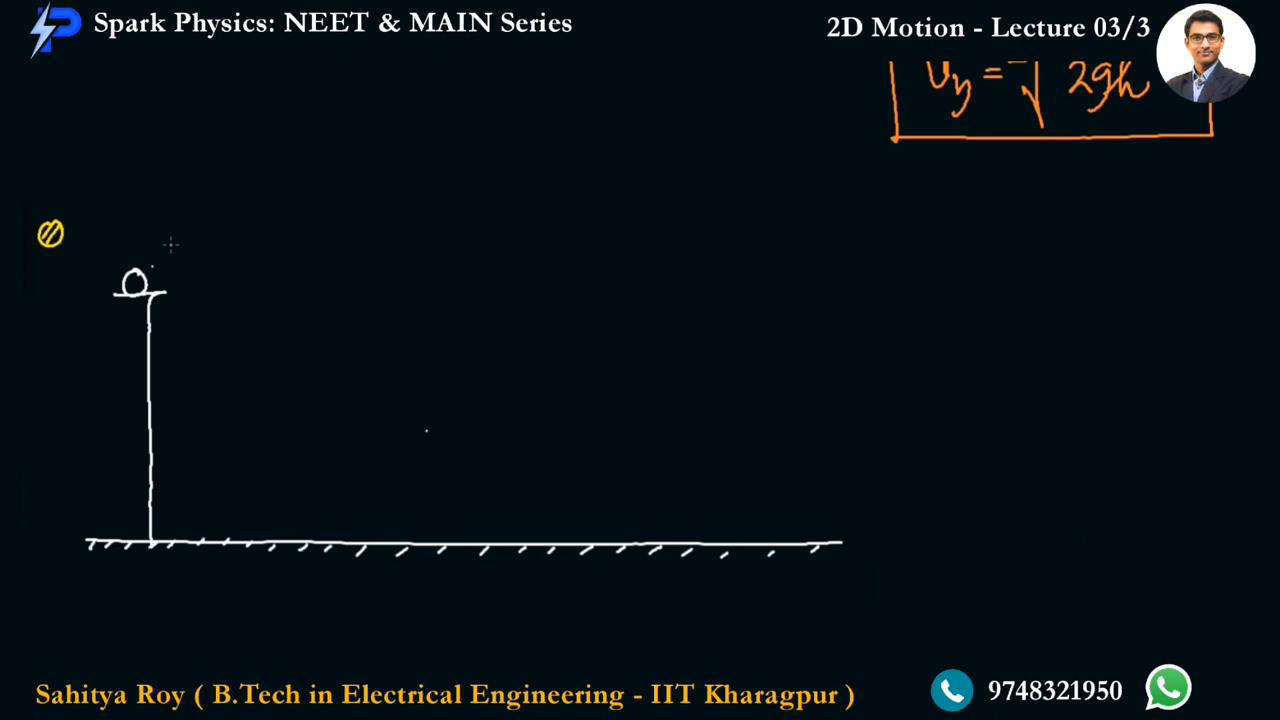 Spark Physics: NEET & MAIN Series
2D Motion - Lecture 03/3
v_y = -√2gh
Sahitya Roy ( B.Tech in Electrical Engineering - IIT Kharagpur )
9748321950